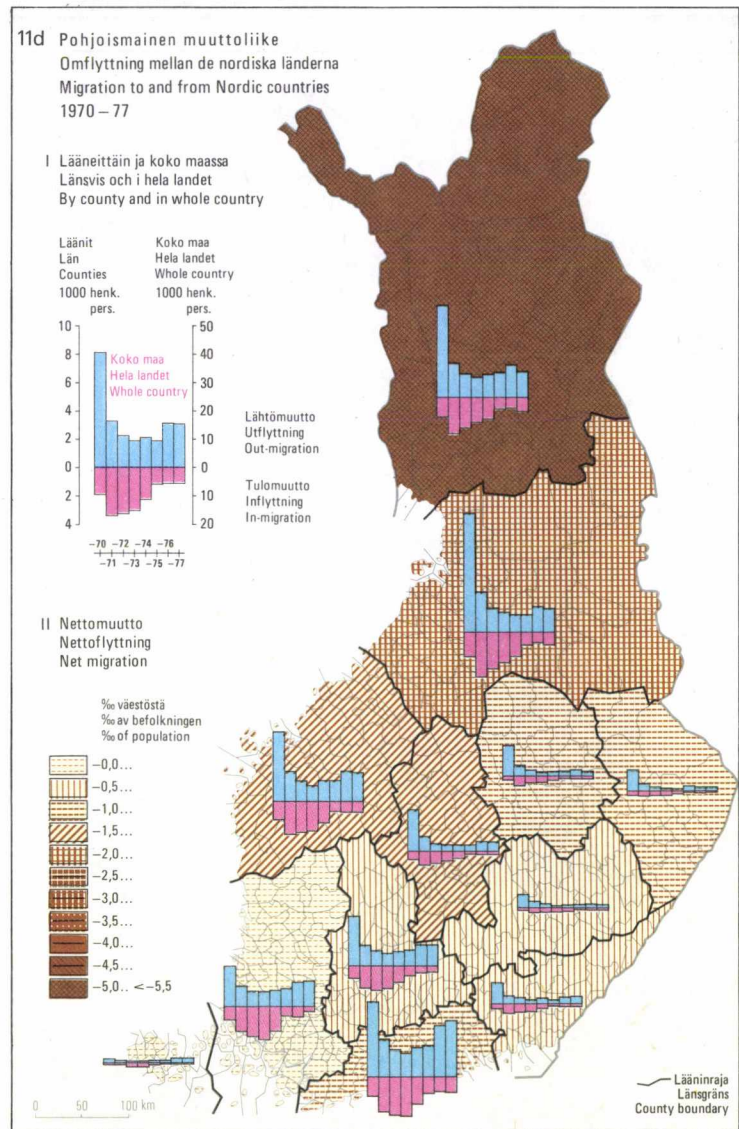 11d Pohjoismainen muuttoliike
Omflyttning mellan de nordiska länderna
Migration to and from Nordic countries
1970 – 77
I Lääneittäin ja koko maassa
Länsvis och i hela landet
By county and in whole country
Läänit
Län
Counties
1000 henk.
pers.
Koko maa
Hela landet
Whole country
1000 henk.
pers.
10
8
6
4
2
0
2
4
50
40
30
20
10
0
10
20
Koko maa
Hela landet
Whole country
Lähtömuutto
Utflyttning
Out-migration
Tulomuutto
Inflyttning
In-migration
–70 –72 –74 –76
–71 –73 –75 –77
II Nettomuutto
Nettoflyttning
Net migration
‰ väestöstä
‰ av befolkningen
‰ of population
–0,0...
–0,5...
–1,0...
–1,5...
–2,0...
–2,5...
–3,0...
–3,5...
–4,0...
–4,5...
–5,0.. <–5,5
0 50 100 km
Lääninraja
Länsgräns
County boundary